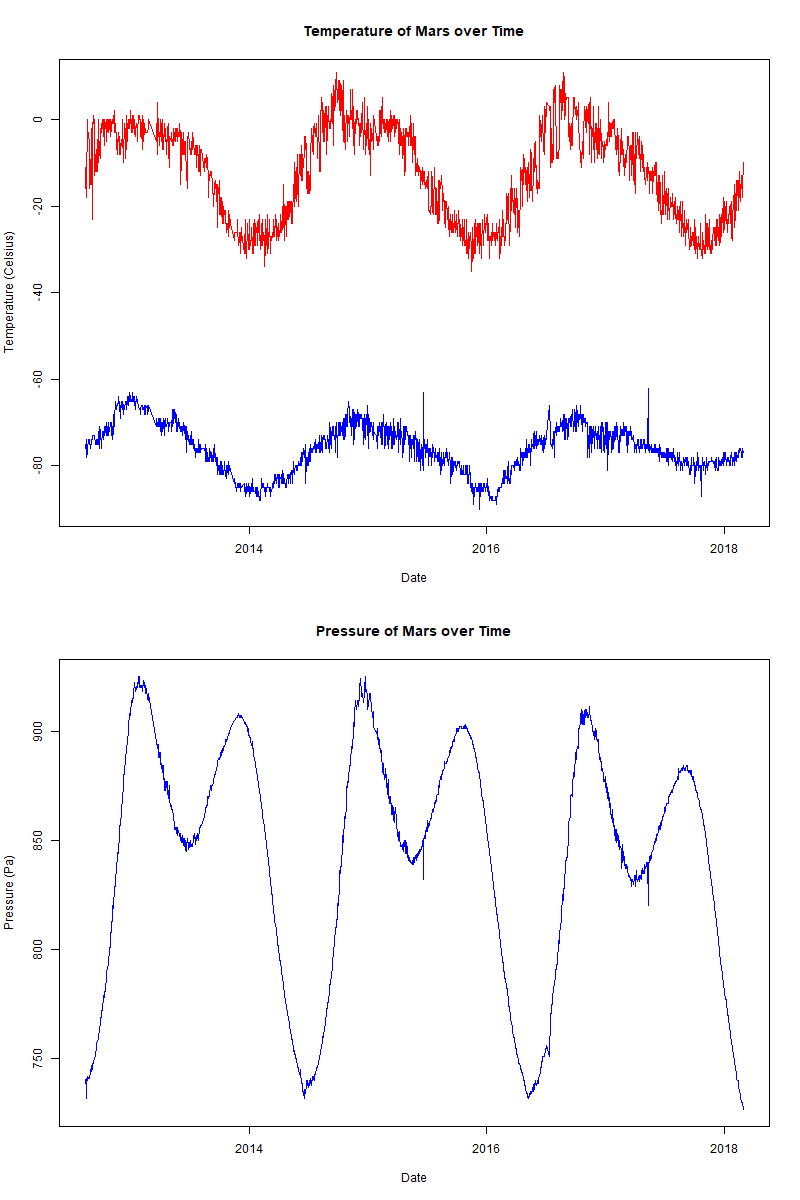 Temperature of Mars over Time
Temperature (Celsius)
0
-20
-40
-60
-80
2014 2016 2018
Date
Pressure of Mars over Time
Pressure (Pa)
900
850
800
750
2014 2016 2018
Date